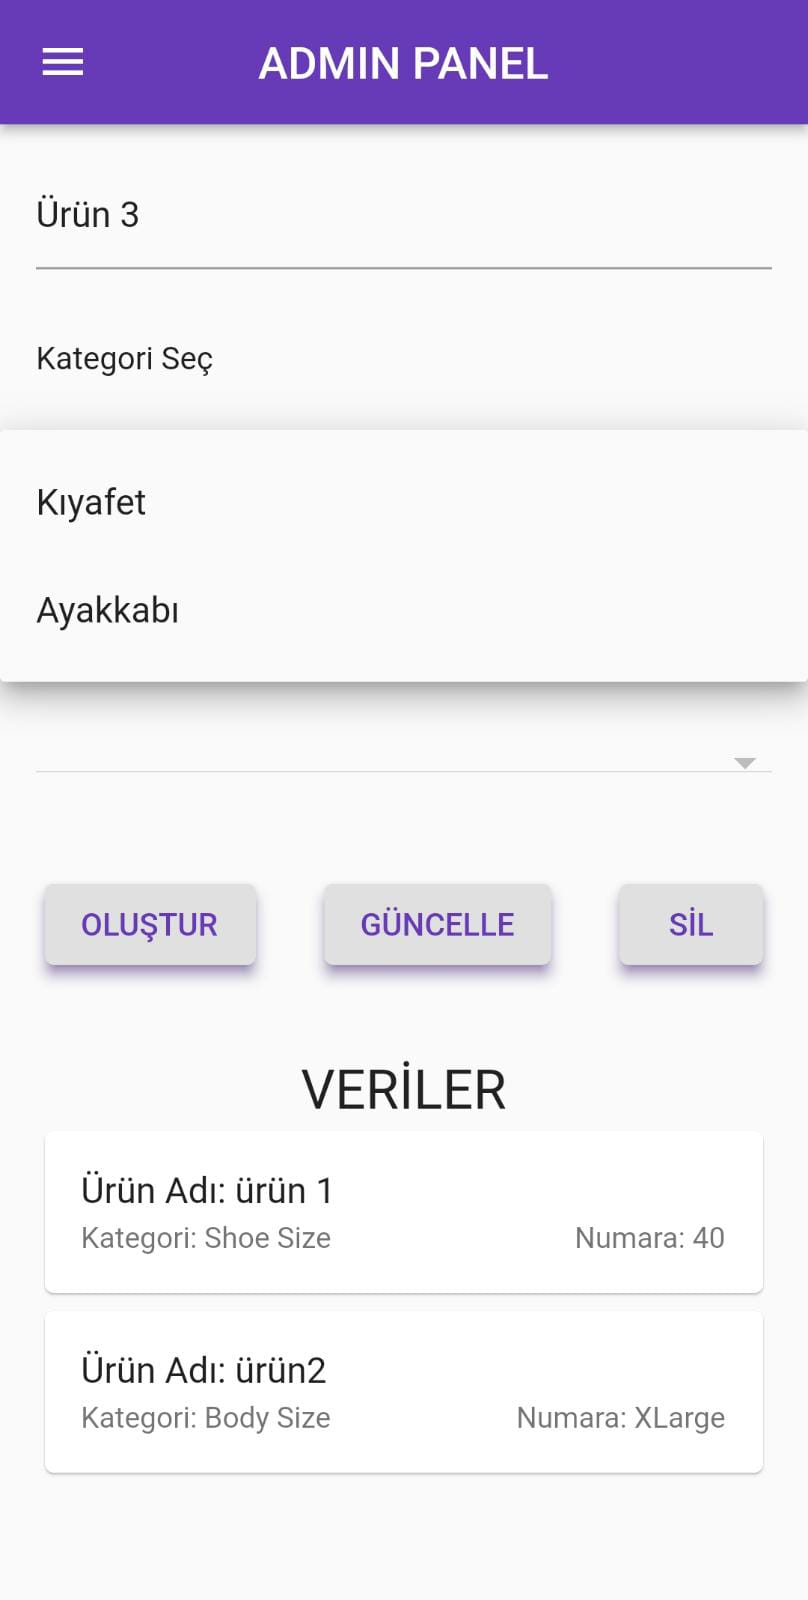 ADMIN PANEL
Ürün 3
Kategori Seç
Kıyafet
Ayakkabı
OLUŞTUR GÜNCELLE SİL
VERİLER
Ürün Adı: ürün 1
Kategori: Shoe Size Numara: 40
Ürün Adı: ürün2
Kategori: Body Size Numara: XLarge